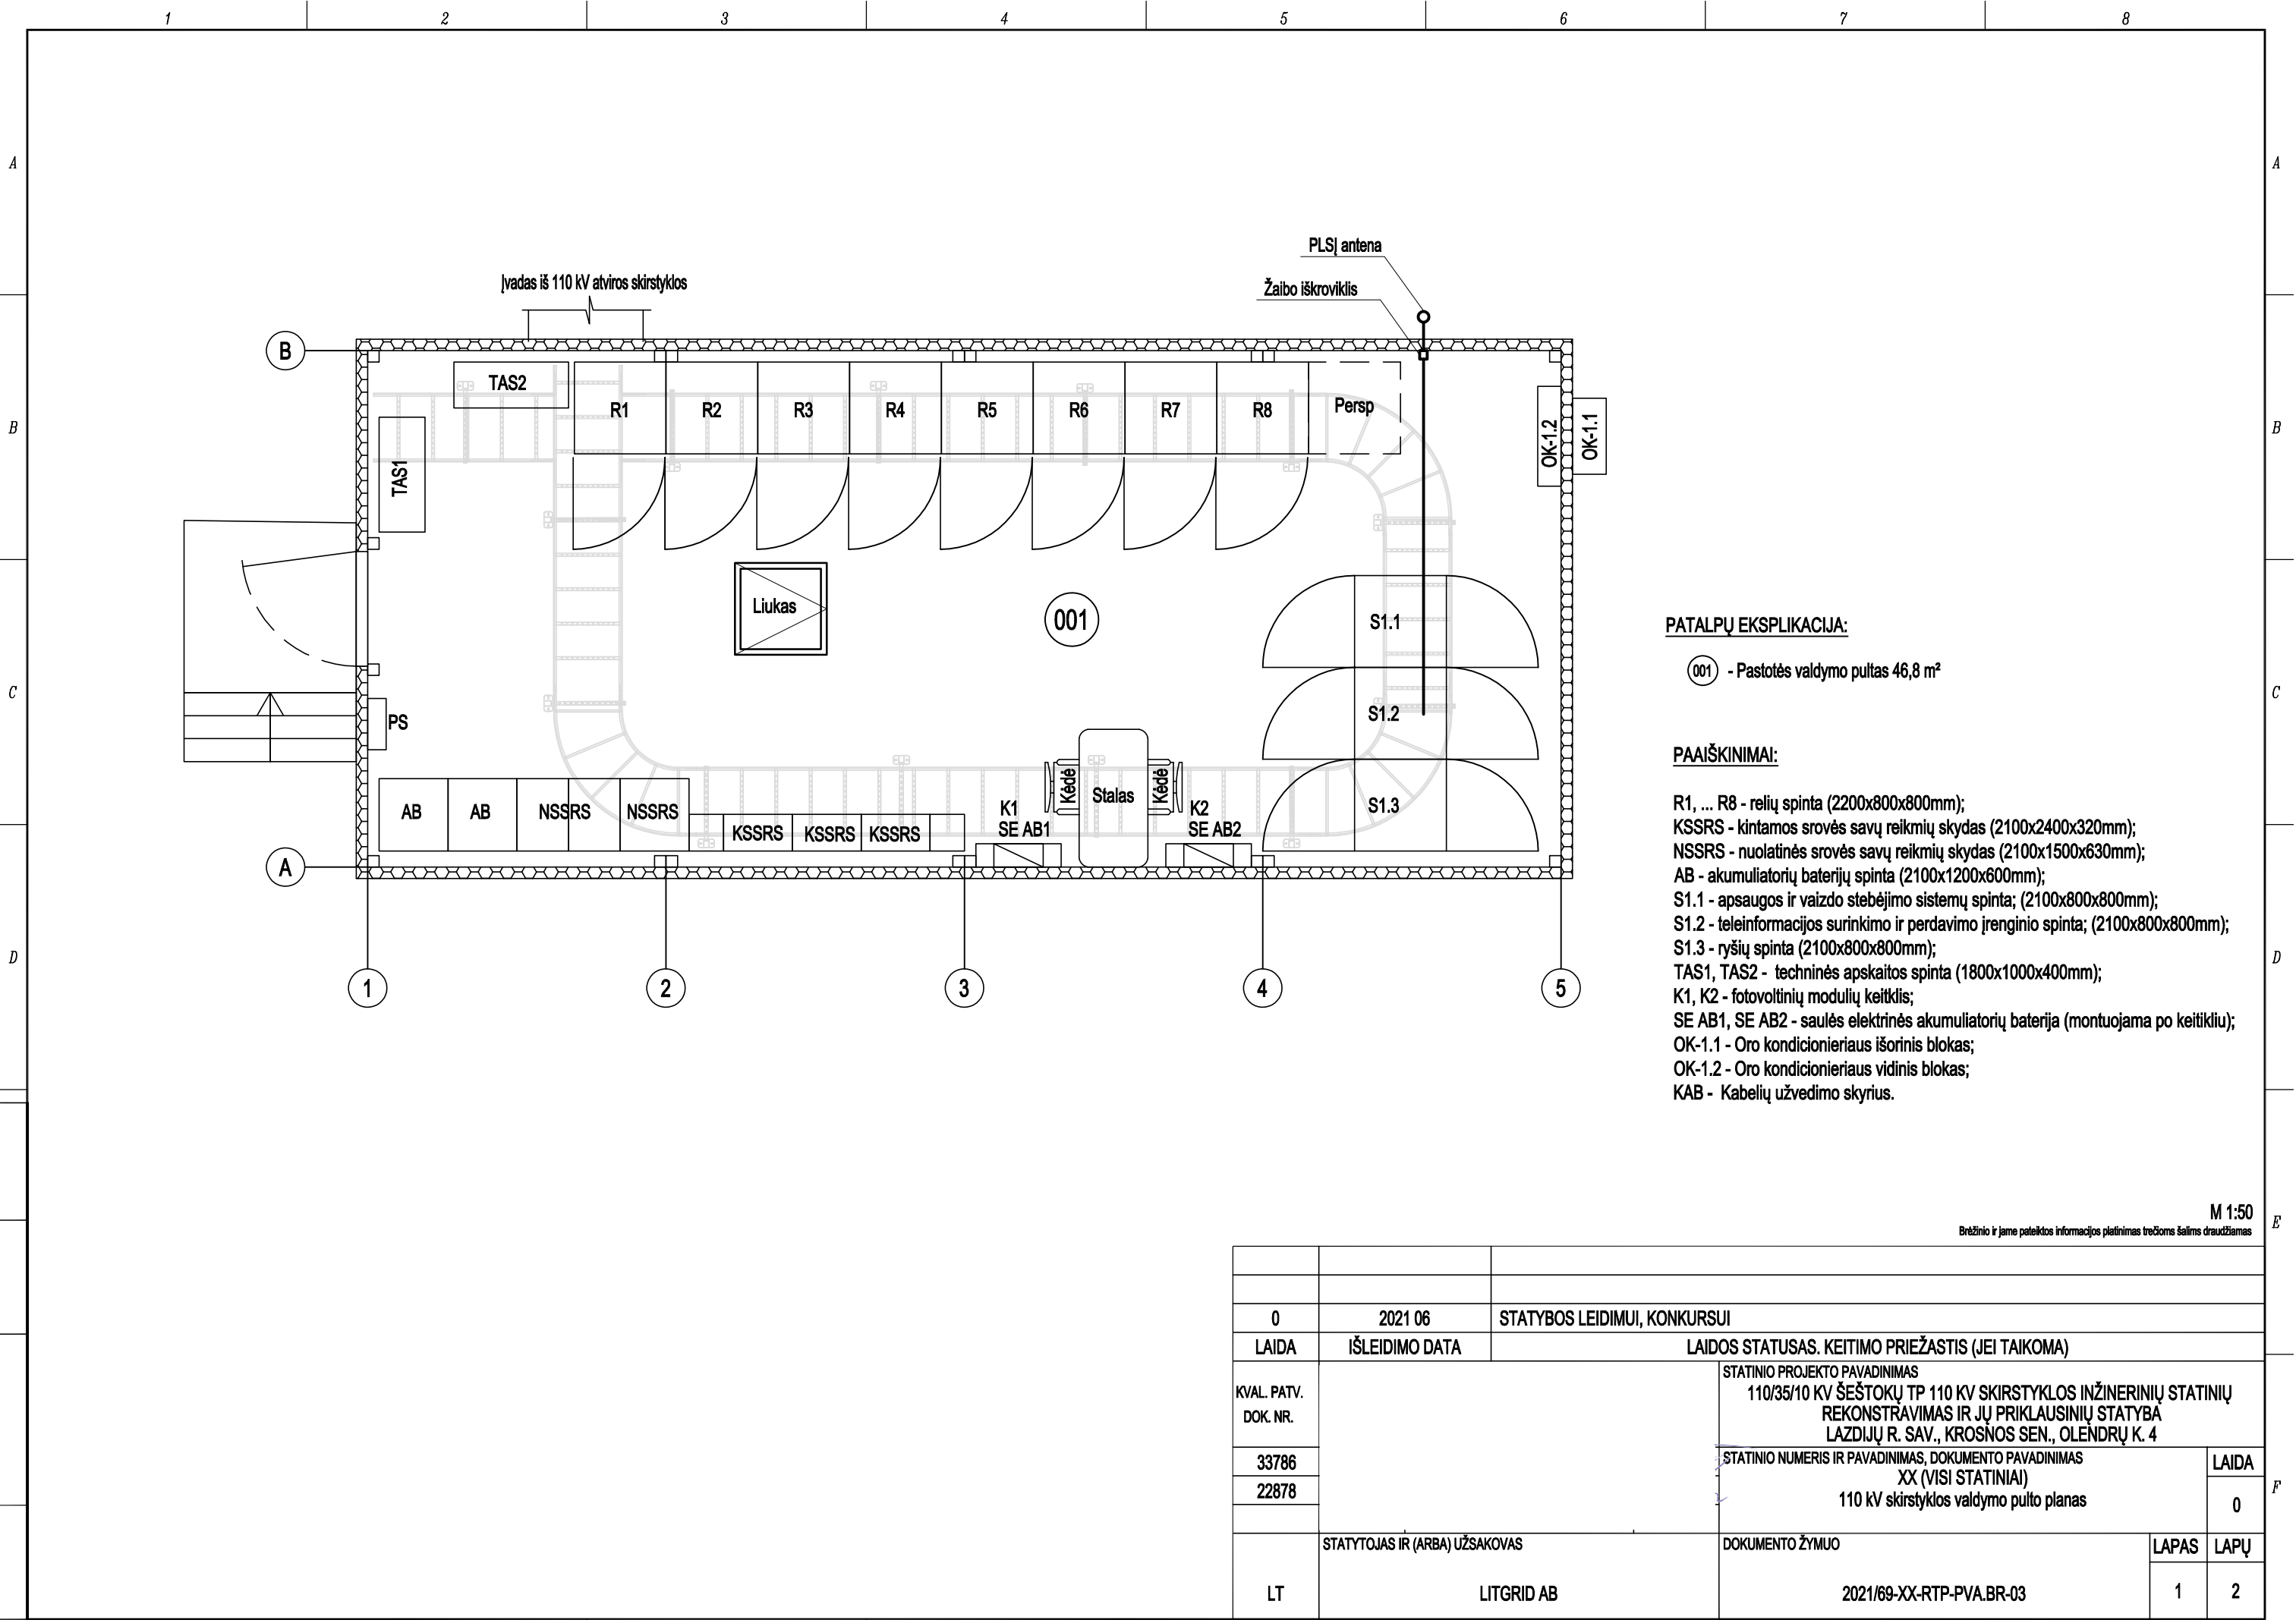 1 2 3 4 5 6 7 8
A A
PLSĮ antena
Įvadas iš 110 kV atviros skirstyklos
Žaibo iškroviklis
B
TAS2
R1 R2 R3 R4 R5 R6 R7 R8 Persp
B B
TAS1
OK-1.2
OK-1.1
Liukas
001
S1.1
PATALPŲ EKSPLIKACIJA:
001 - Pastotės valdymo pultas 46,8 m²
C C
PS
S1.2
PAAIŠKINIMAI:
Kėdė
Stalas
Kėdė
AB AB NSSRS NSSRS
K1
SE AB1
K2
SE AB2
S1.3
KSSRS KSSRS KSSRS
A
R1, ... R8 - relių spinta (2200x800x800mm);
KSSRS - kintamos srovės savų reikmių skydas (2100x2400x320mm);
NSSRS - nuolatinės srovės savų reikmių skydas (2100x1500x630mm);
AB - akumuliatorių baterijų spinta (2100x1200x600mm);
S1.1 - apsaugos ir vaizdo stebėjimo sistemų spinta; (2100x800x800mm);
S1.2 - teleinformacijos surinkimo ir perdavimo įrenginio spinta; (2100x800x800mm);
S1.3 - ryšių spinta (2100x800x800mm);
TAS1, TAS2 - techninės apskaitos spinta (1800x1000x400mm);
K1, K2 - fotovoltinių modulių keitklis;
SE AB1, SE AB2 - saulės elektrinės akumuliatorių baterija (montuojama po keitikliu);
OK-1.1 - Oro kondicionieriaus išorinis blokas;
OK-1.2 - Oro kondicionieriaus vidinis blokas;
KAB - Kabelių užvedimo skyrius.
D D
1 2 3 4 5
M 1:50
E
Brėžinio ir jame pateiktos informacijos platinimas trečioms šalims draudžiamas
0 2021 06 STATYBOS LEIDIMUI, KONKURSUI
LAIDA IŠLEIDIMO DATA LAIDOS STATUSAS. KEITIMO PRIEŽASTIS (JEI TAIKOMA)
KVAL. PATV.
DOK. NR.
STATINIO PROJEKTO PAVADINIMAS
110/35/10 KV ŠEŠTOKŲ TP 110 KV SKIRSTYKLOS INŽINERINIŲ STATINIŲ
REKONSTRAVIMAS IR JŲ PRIKLAUSINIŲ STATYBA
LAZDIJŲ R. SAV., KROSNOS SEN., OLENDRŲ K. 4
33786
22878
STATINIO NUMERIS IR PAVADINIMAS, DOKUMENTO PAVADINIMAS
XX (VISI STATINIAI)
110 kV skirstyklos valdymo pulto planas
LAIDA
0
F
STATYTOJAS IR (ARBA) UŽSAKOVAS
DOKUMENTO ŽYMUO
LAPAS LAPŲ
LT LITGRID AB 2021/69-XX-RTP-PVA.BR-03 1 2